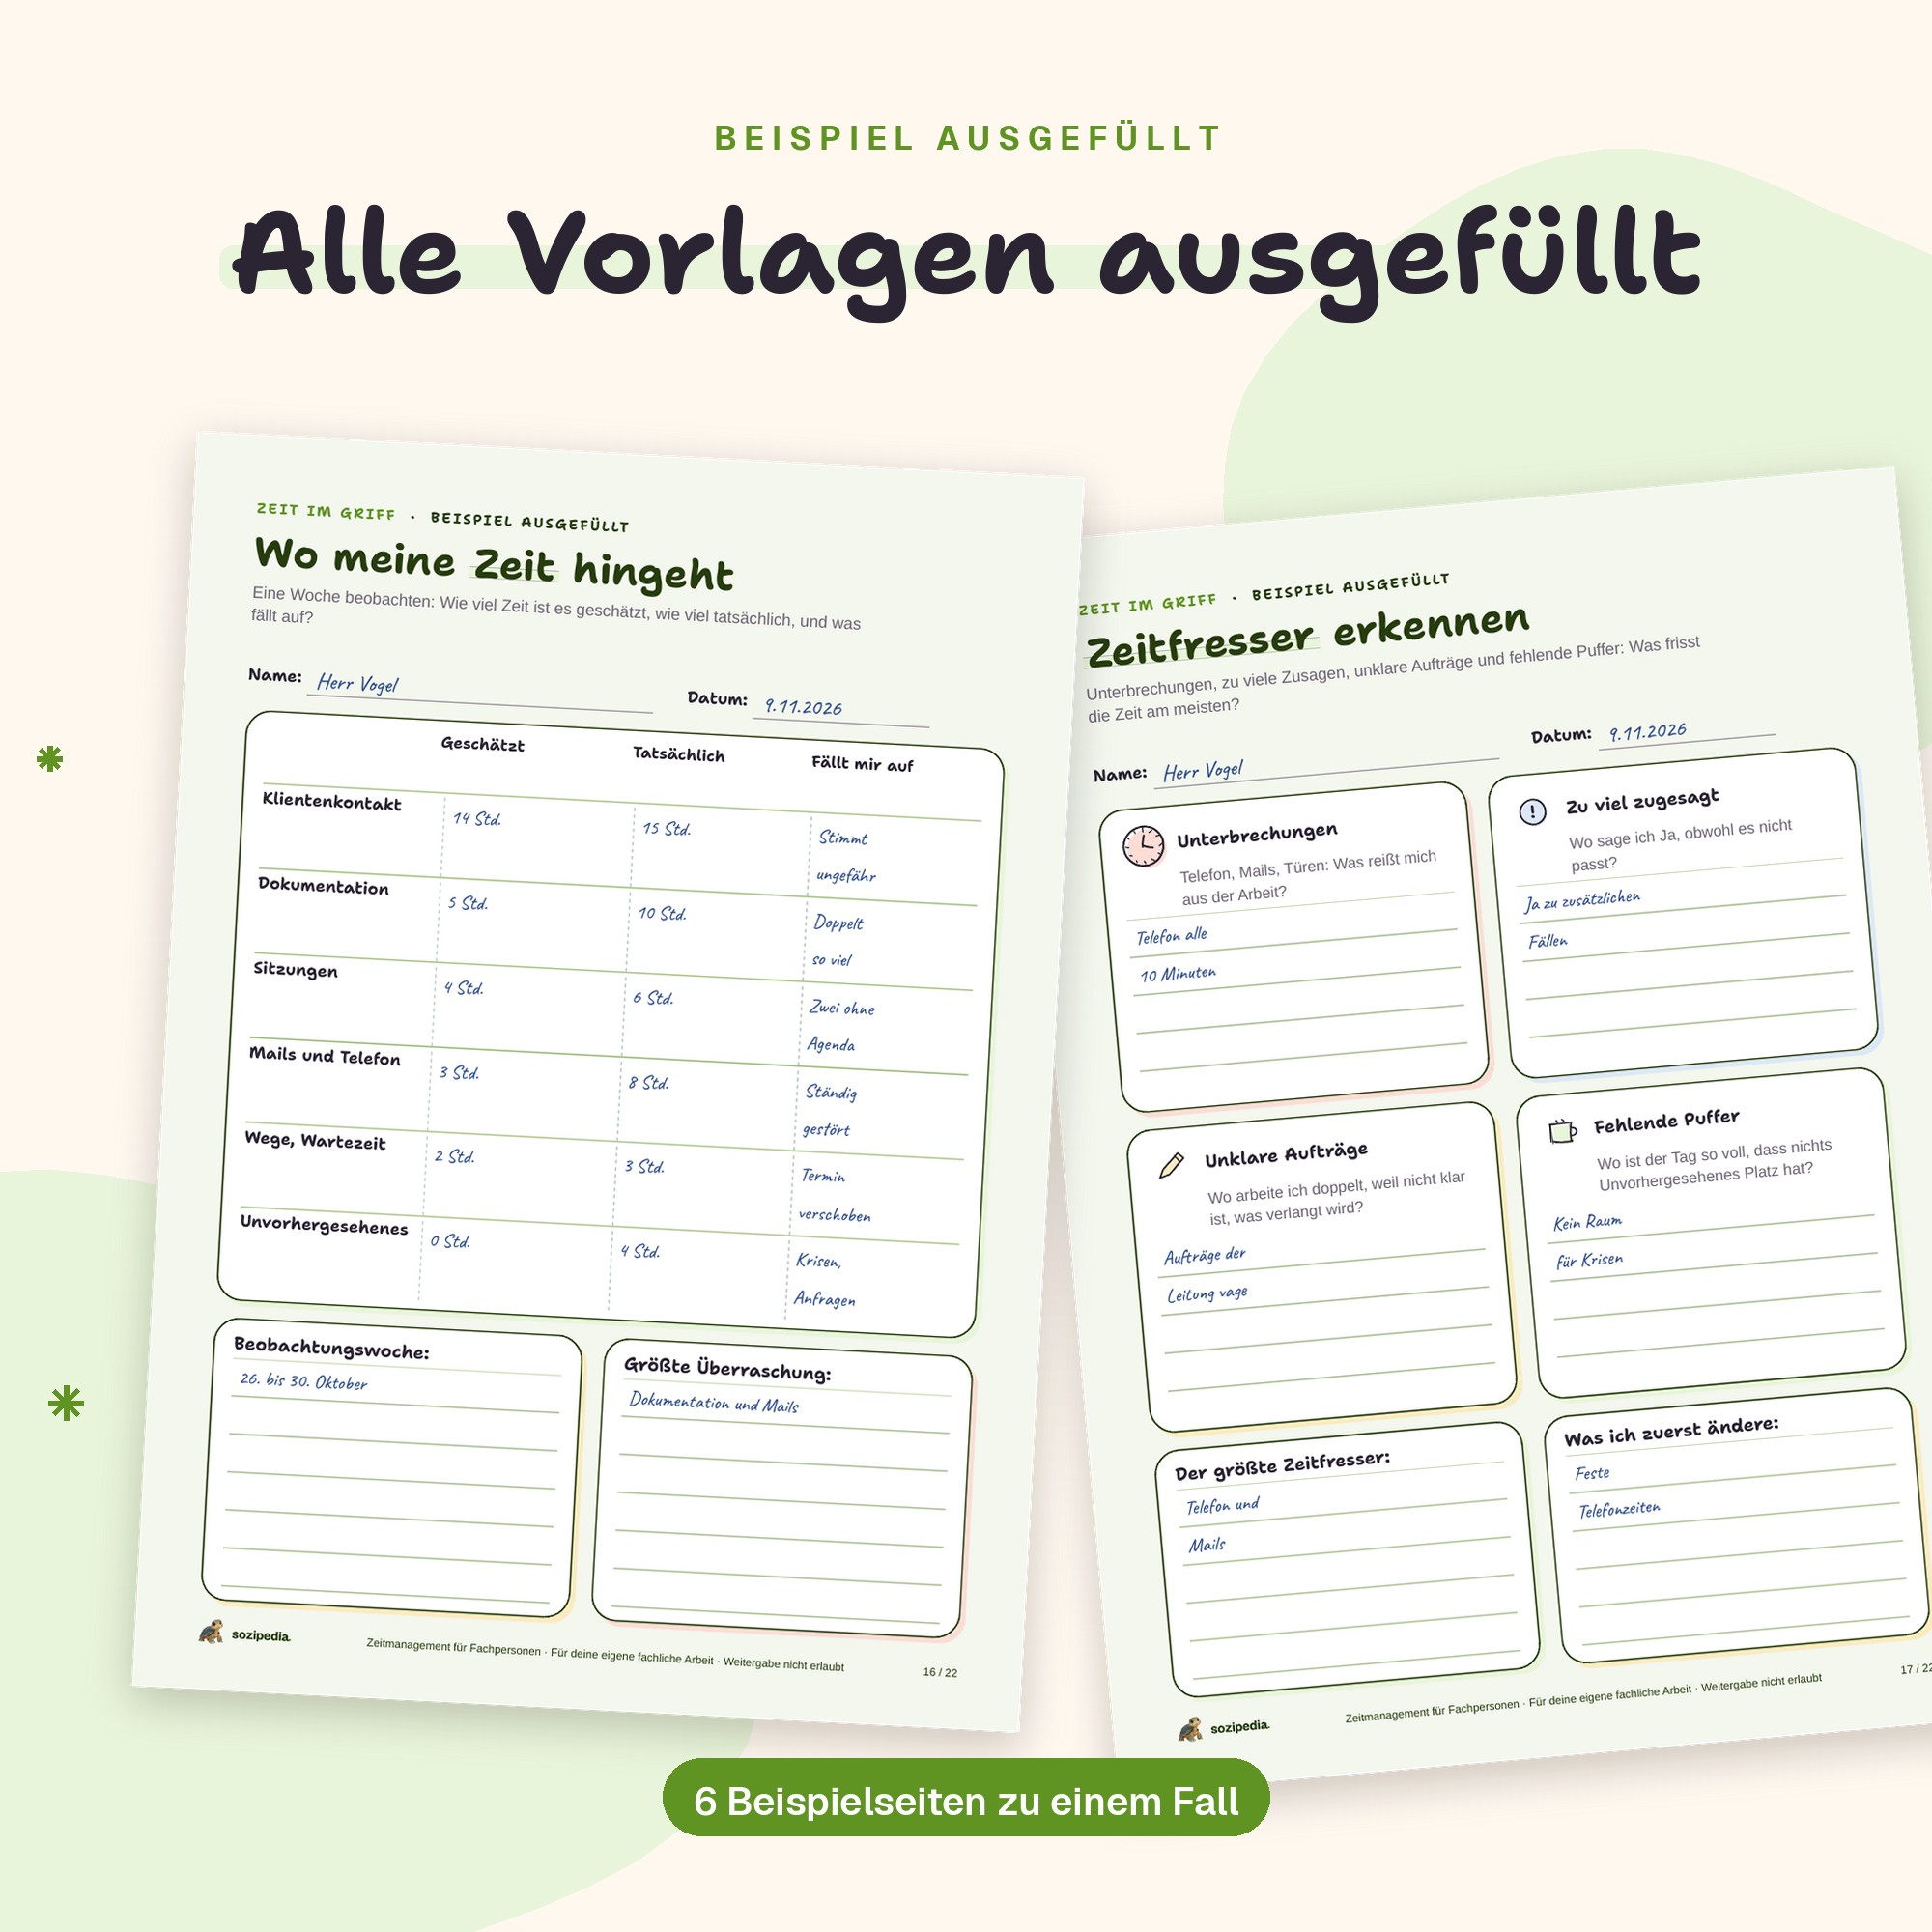 BEISPIEL AUSGEFÜLLT
Alle Vorlagen ausgefüllt
ZEIT IM GRIFF · BEISPIEL AUSGEFÜLLT
Wo meine Zeit hingeht
Eine Woche beobachten: Wie viel Zeit ist es geschätzt, wie viel tatsächlich, und was
fällt auf?
Name: Herr Vogel Datum: 9.11.2026
Geschätzt Tatsächlich Fällt mir auf
Klientenkontakt 14 Std. 15 Std. Stimmt
ungefähr
Dokumentation 5 Std. 10 Std. Doppelt
so viel
Sitzungen 4 Std. 6 Std. Zwei ohne
Agenda
Mails und Telefon 3 Std. 8 Std. Ständig
gestört
Wege, Wartezeit 2 Std. 3 Std. Termin
verschoben
Unvorhergesehenes 0 Std. 4 Std. Krisen,
Anfragen
Beobachtungswoche:
26. bis 30. Oktober
Größte Überraschung:
Dokumentation und Mails
sozipedia. Zeitmanagement für Fachpersonen · Für deine eigene fachliche Arbeit · Weitergabe nicht erlaubt 16 / 22
ZEIT IM GRIFF · BEISPIEL AUSGEFÜLLT
Zeitfresser erkennen
Unterbrechungen, zu viele Zusagen, unklare Aufträge und fehlende Puffer: Was frisst
die Zeit am meisten?
Name: Herr Vogel Datum: 9.11.2026
Unterbrechungen
Telefon, Mails, Türen: Was reißt mich
aus der Arbeit?
Telefon alle
10 Minuten
Zu viel zugesagt
Wo sage ich Ja, obwohl es nicht
passt?
Ja zu zusätzlichen
Fällen
Unklare Aufträge
Wo arbeite ich doppelt, weil nicht klar
ist, was verlangt wird?
Aufträge der
Leitung vage
Fehlende Puffer
Wo ist der Tag so voll, dass nichts
Unvorhergesehenes Platz hat?
Kein Raum
für Krisen
Der größte Zeitfresser:
Telefon und
Mails
Was ich zuerst ändere:
Feste
Telefonzeiten
sozipedia. Zeitmanagement für Fachpersonen · Für deine eigene fachliche Arbeit · Weitergabe nicht erlaubt 17 / 22
6 Beispielseiten zu einem Fall